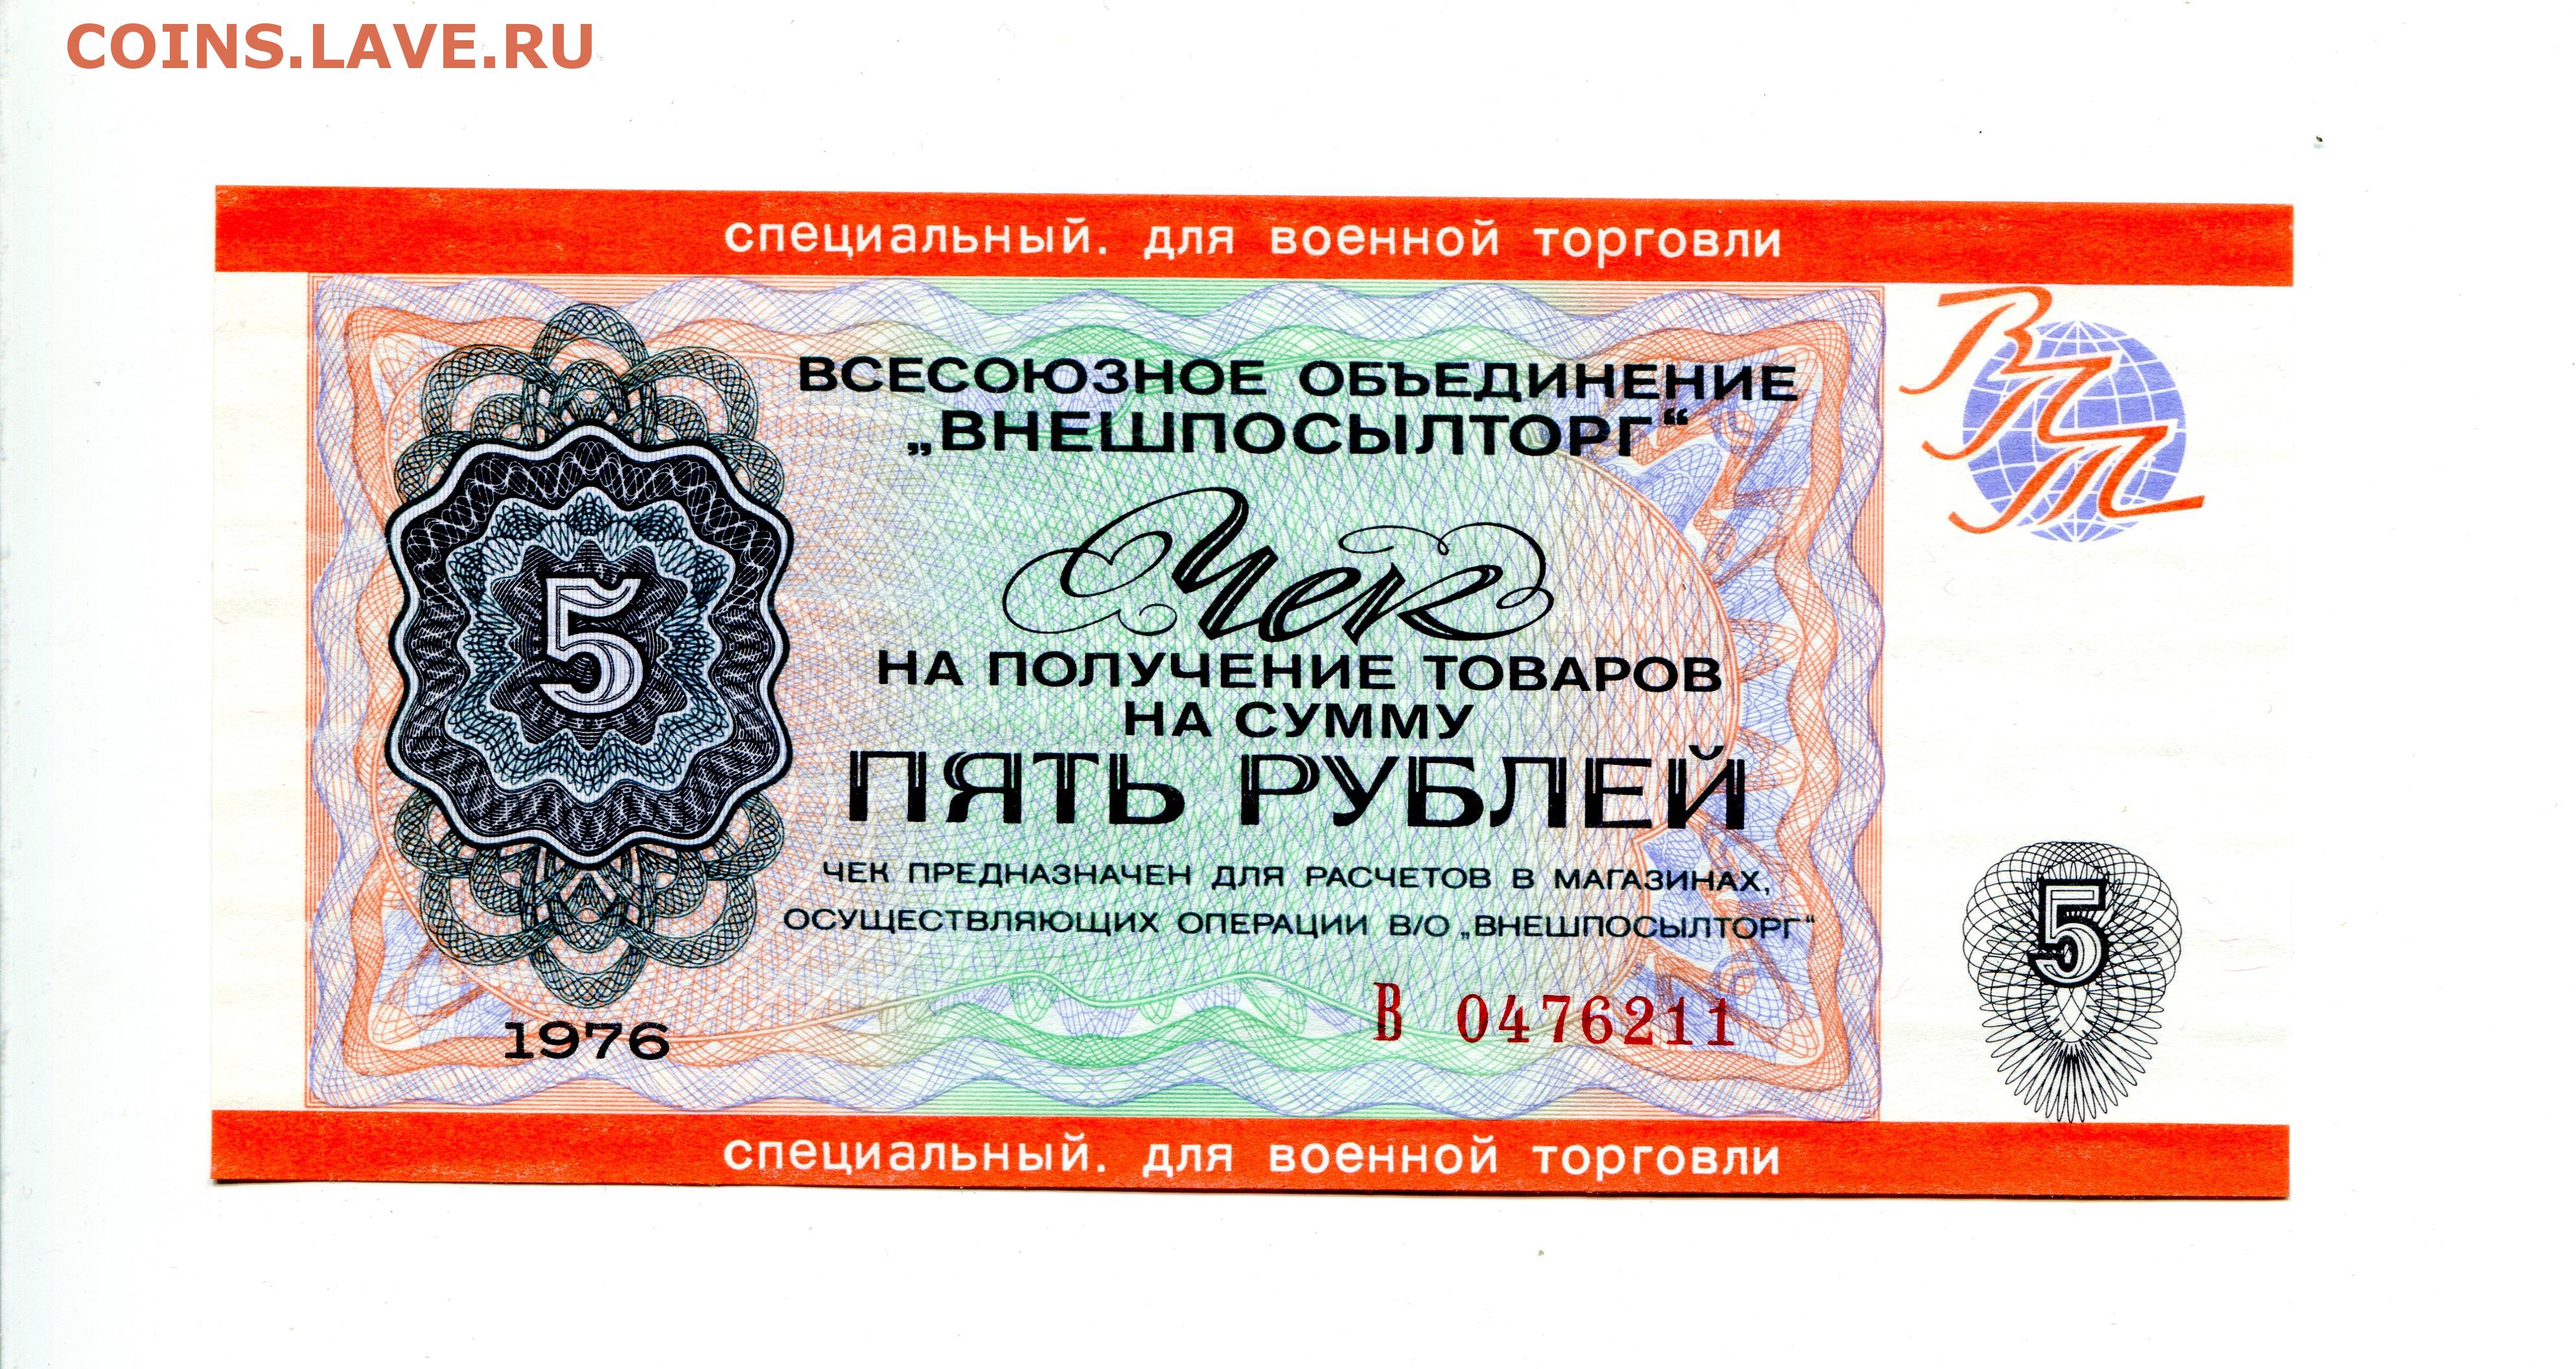 COINS.LAVE.RU
специальный. для военной торговли
ВПТ
ВСЕСОЮЗНОЕ ОБЪЕДИНЕНИЕ
„ВНЕШПОСЫЛТОРГ“
Чек
НА ПОЛУЧЕНИЕ ТОВАРОВ
НА СУММУ
ПЯТЬ РУБЛЕЙ
5
ЧЕК ПРЕДНАЗНАЧЕН ДЛЯ РАСЧЕТОВ В МАГАЗИНАХ,
ОСУЩЕСТВЛЯЮЩИХ ОПЕРАЦИИ В/О „ВНЕШПОСЫЛТОРГ“
5
1976
В 0476211
специальный. для военной торговли